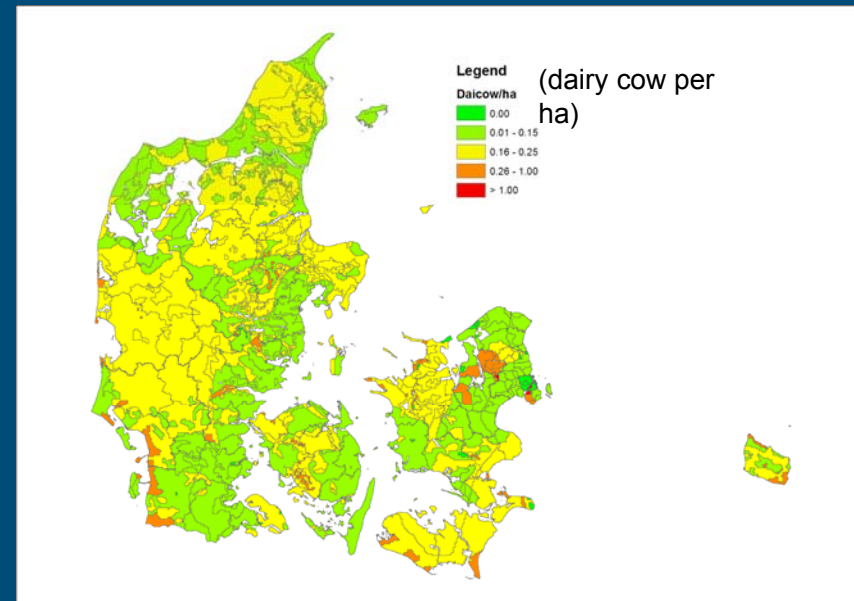 Legend
(dairy cow per
ha)
Daicow/ha
0.00
0.01 - 0.15
0.16 - 0.25
0.26 - 1.00
> 1.00